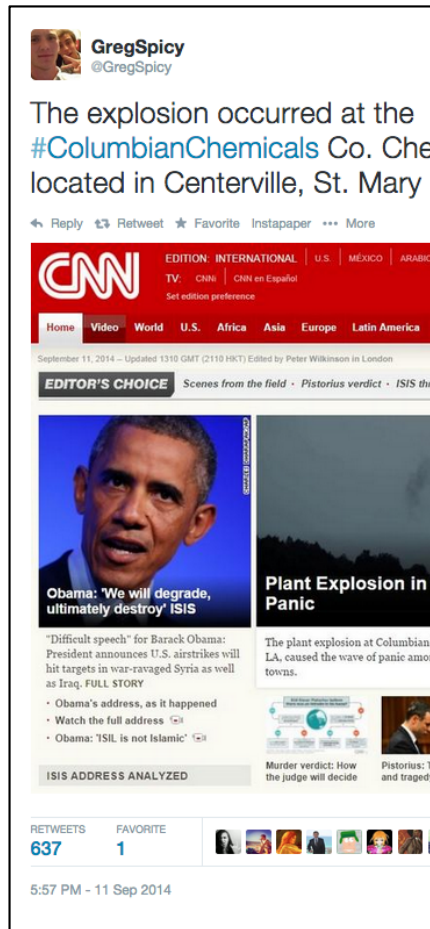 GregSpicy
@GregSpicy
The explosion occurred at the
#ColumbianChemicals Co. Che
located in Centerville, St. Mary
Reply Retweet Favorite Instapaper ••• More
CNN
EDITION: INTERNATIONAL U.S. MÉXICO ARABIC
TV: CNNi CNN en Español
Set edition preference
Home Video World U.S. Africa Asia Europe Latin America
September 11, 2014 -- Updated 1310 GMT (2110 HKT) Edited by Peter Wilkinson in London
EDITOR'S CHOICE Scenes from the field · Pistorius verdict · ISIS th
Obama: 'We will degrade,
ultimately destroy' ISIS
Plant Explosion in
Panic
"Difficult speech" for Barack Obama:
President announces U.S. airstrikes will
hit targets in war-ravaged Syria as well
as Iraq. FULL STORY
The plant explosion at Columbian
LA, caused the wave of panic amo
towns.
· Obama's address, as it happened
· Watch the full address
· Obama: 'ISIL is not Islamic'
Murder verdict: How
the judge will decide
Pistorius: T
and tragedy
ISIS ADDRESS ANALYZED
RETWEETS FAVORITE
637 1
5:57 PM - 11 Sep 2014